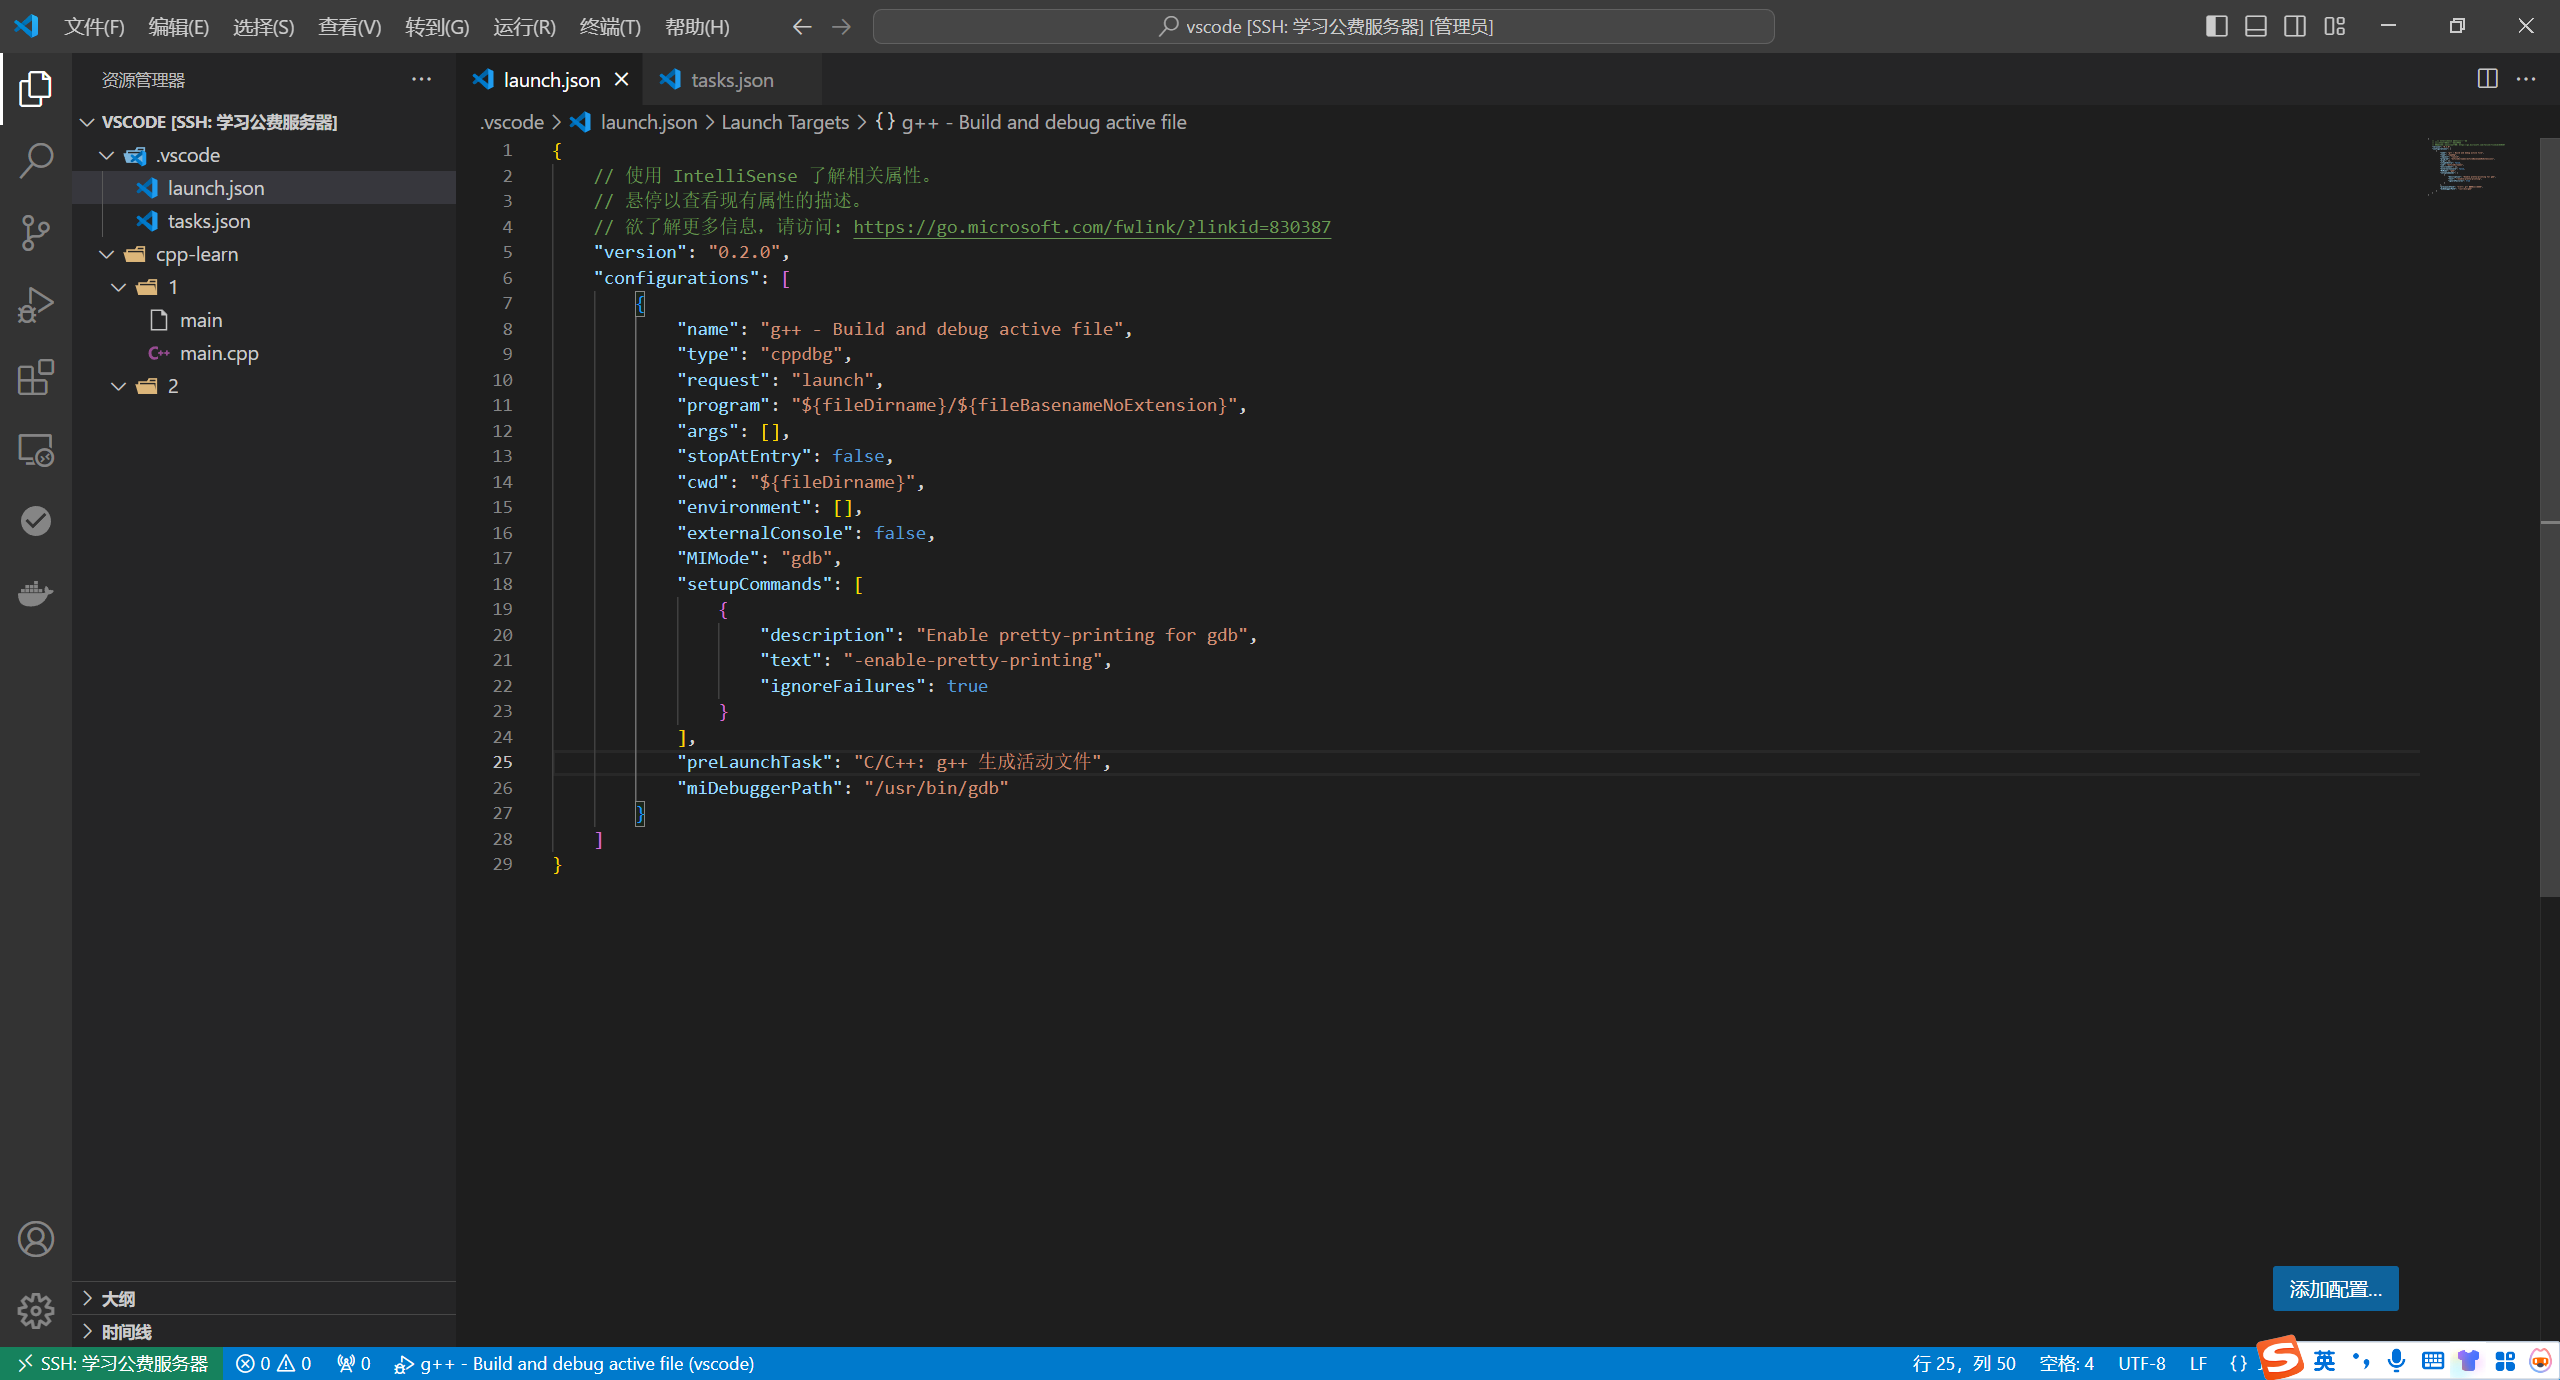 文件(F) 编辑(E) 选择(S) 查看(V) 转到(G) 运行(R) 终端(T) 帮助(H) vscode [SSH: 学习公费服务器] [管理员]
资源管理器
VSCODE [SSH: 学习公费服务器]
.vscode
launch.json
tasks.json
cpp-learn
1
main
C++ main.cpp
2
大纲
时间线
launch.json tasks.json
.vscode > launch.json > Launch Targets > {} g++ - Build and debug active file
1 {
2 // 使用 IntelliSense 了解相关属性。
3 // 悬停以查看现有属性的描述。
4 // 欲了解更多信息，请访问: https://go.microsoft.com/fwlink/?linkid=830387
5 "version": "0.2.0",
6 "configurations": [
7 {
8 "name": "g++ - Build and debug active file",
9 "type": "cppdbg",
10 "request": "launch",
11 "program": "${fileDirname}/${fileBasenameNoExtension}",
12 "args": [],
13 "stopAtEntry": false,
14 "cwd": "${fileDirname}",
15 "environment": [],
16 "externalConsole": false,
17 "MIMode": "gdb",
18 "setupCommands": [
19 {
20 "description": "Enable pretty-printing for gdb",
21 "text": "-enable-pretty-printing",
22 "ignoreFailures": true
23 }
24 ],
25 "preLaunchTask": "C/C++: g++ 生成活动文件",
26 "miDebuggerPath": "/usr/bin/gdb"
27 }
28 ]
29 }
添加配置...
SSH: 学习公费服务器 0 0 0 g++ - Build and debug active file (vscode) 行 25，列 50 空格: 4 UTF-8 LF {} 英